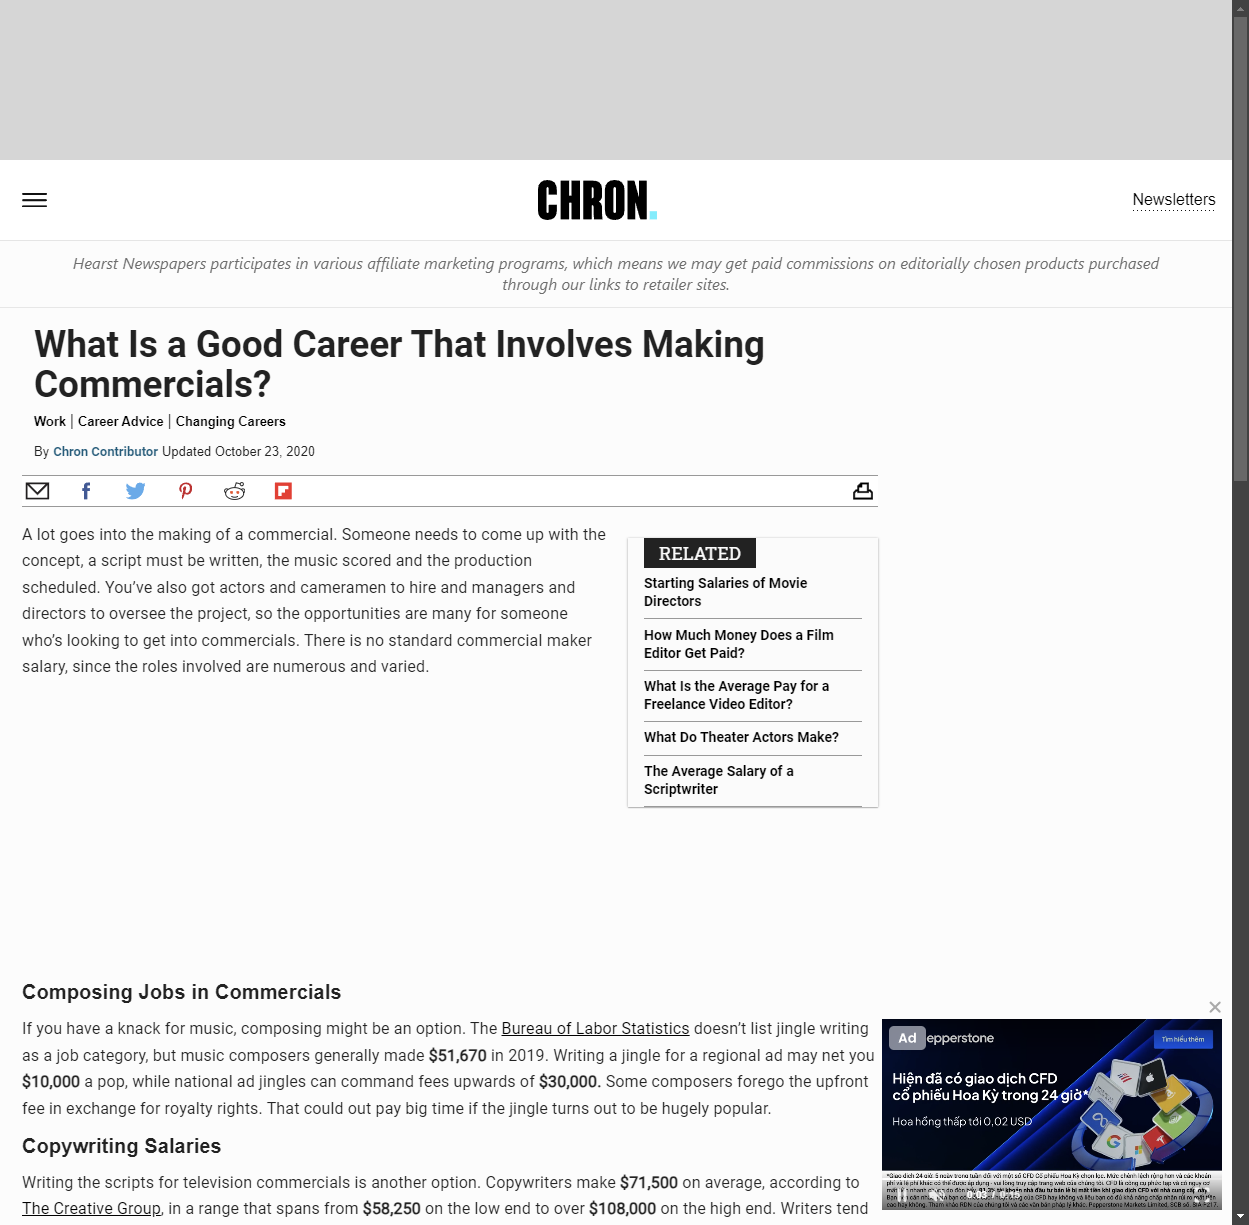 CHRON.
Newsletters
Hearst Newspapers participates in various affiliate marketing programs, which means we may get paid commissions on editorially chosen products purchased
through our links to retailer sites.
What Is a Good Career That Involves Making
Commercials?
Work | Career Advice | Changing Careers
By Chron Contributor Updated October 23, 2020
A lot goes into the making of a commercial. Someone needs to come up with the
concept, a script must be written, the music scored and the production
scheduled. You’ve also got actors and cameramen to hire and managers and
directors to oversee the project, so the opportunities are many for someone
who’s looking to get into commercials. There is no standard commercial maker
salary, since the roles involved are numerous and varied.
RELATED
Starting Salaries of Movie
Directors
How Much Money Does a Film
Editor Get Paid?
What Is the Average Pay for a
Freelance Video Editor?
What Do Theater Actors Make?
The Average Salary of a
Scriptwriter
Composing Jobs in Commercials
If you have a knack for music, composing might be an option. The Bureau of Labor Statistics doesn’t list jingle writing
as a job category, but music composers generally made $51,670 in 2019. Writing a jingle for a regional ad may net you
$10,000 a pop, while national ad jingles can command fees upwards of $30,000. Some composers forego the upfront
fee in exchange for royalty rights. That could out pay big time if the jingle turns out to be hugely popular.
Copywriting Salaries
Writing the scripts for television commercials is another option. Copywriters make $71,500 on average, according to
The Creative Group, in a range that spans from $58,250 on the low end to over $108,000 on the high end. Writers tend
Ad
epperstone
Tìm hiểu thêm
Hiện đã có giao dịch CFD
cổ phiếu Hoa Kỳ trong 24 giờ*
Hoa hồng thấp tới 0,02 USD